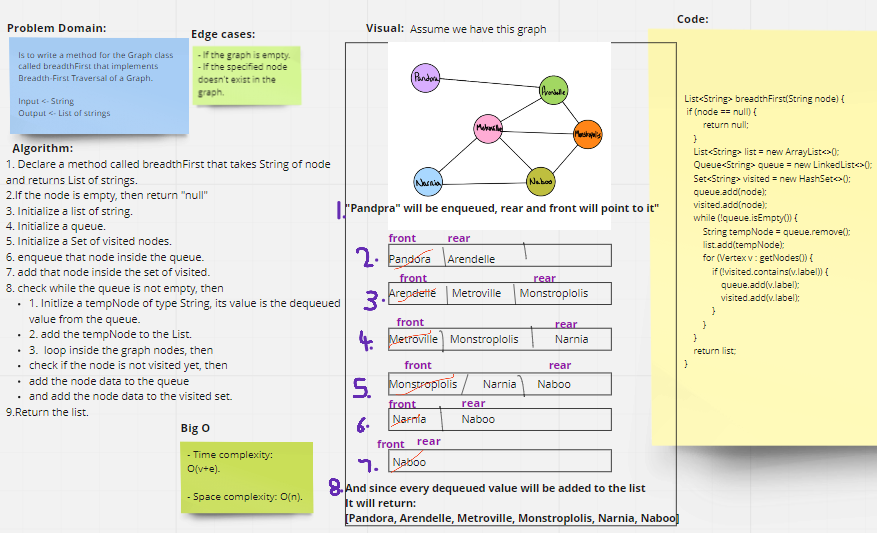 Problem Domain:
Is to write a method for the Graph class
called breadthFirst that implements
Breadth-First Traversal of a Graph.
Input <- String
Output <- List of strings
Edge cases:
- If the graph is empty.
- If the specified node
doesn't exist in the
graph.
Algorithm:
1. Declare a method called breadthFirst that takes String of node
and returns List of strings.
2.If the node is empty, then return "null"
3. Initialize a list of string.
4. Initialize a queue.
5. Initialize a Set of visited nodes.
6. enqueue that node inside the queue.
7. add that node inside the set of visited.
8. check while the queue is not empty, then
• 1. Initlize a tempNode of type String, its value is the dequeued
value from the queue.
• 2. add the tempNode to the List.
• 3. loop inside the graph nodes, then
• check if the node is not visited yet, then
• add the node data to the queue
• and add the node data to the visited set.
9.Return the list.
Big O
- Time complexity:
O(v+e).
- Space complexity: O(n).
Visual: Assume we have this graph
Pandora
Arendelle
Metroville
Monstroplolis
Narnia
Naboo
1. "Pandpra" will be enqueued, rear and front will point to it"
front rear
2. Pandora Arendelle
front rear
3. Arendelle Metroville Monstroplolis
front rear
4. Metroville Monstroplolis Narnia
front rear
5. Monstroplolis Narnia Naboo
front rear
6. Narnia Naboo
front rear
7. Naboo
8. And since every dequeued value will be added to the list
It will return:
[Pandora, Arendelle, Metroville, Monstroplolis, Narnia, Naboo]
Code:
List<String> breadthFirst(String node) {
if (node == null) {
return null;
}
List<String> list = new ArrayList<>();
Queue<String> queue = new LinkedList<>();
Set<String> visited = new HashSet<>();
queue.add(node);
visited.add(node);
while (!queue.isEmpty()) {
String tempNode = queue.remove();
list.add(tempNode);
for (Vertex v : getNodes()) {
if (!visited.contains(v.label)) {
queue.add(v.label);
visited.add(v.label);
}
}
}
return list;
}